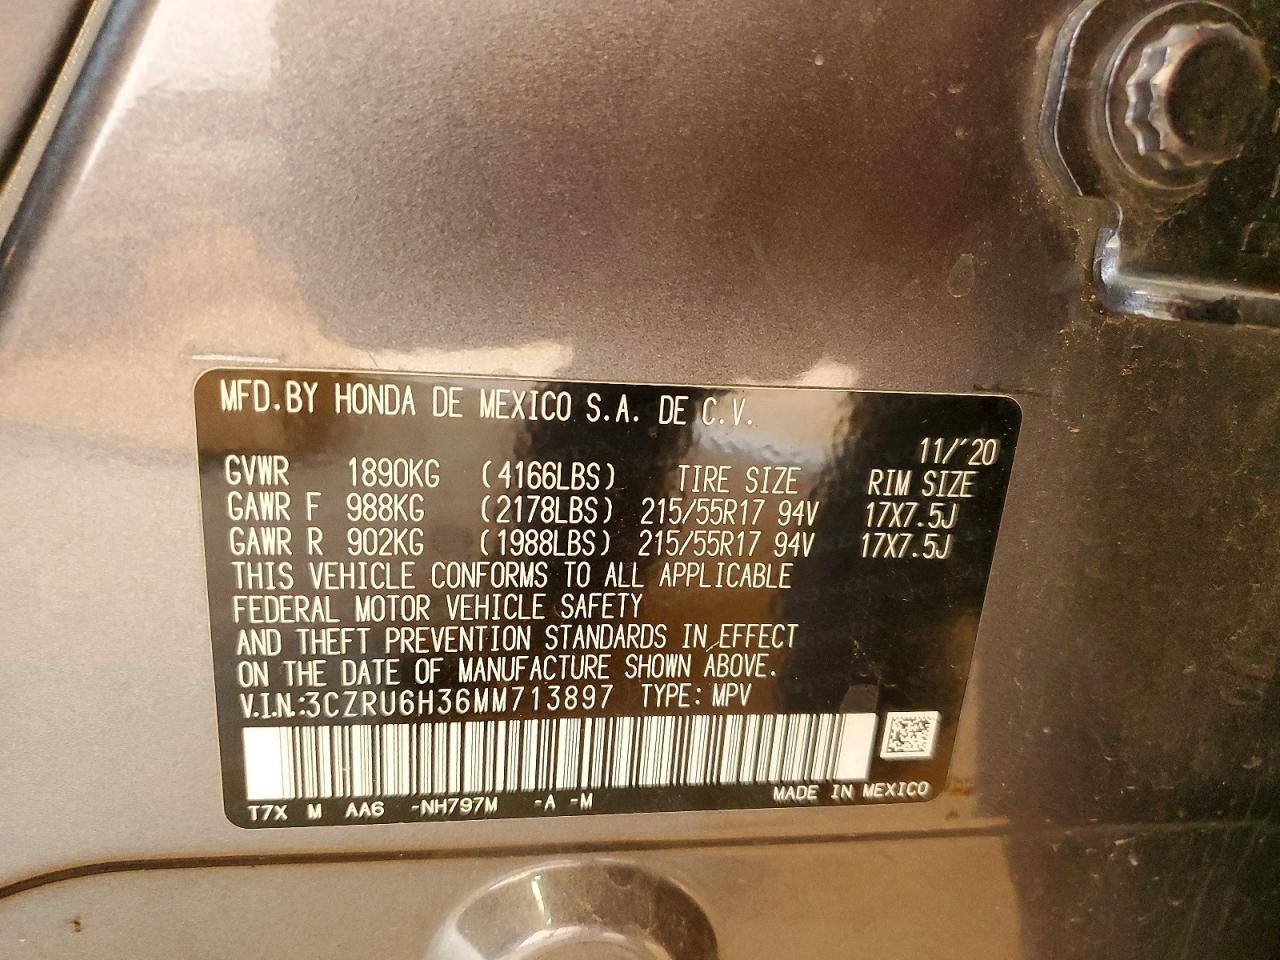 MFD.BY HONDA DE MEXICO S.A. DE C.V.
11/'20
GVWR 1890KG (4166LBS) TIRE SIZE RIM SIZE
GAWR F 988KG (2178LBS) 215/55R17 94V 17X7.5J
GAWR R 902KG (1988LBS) 215/55R17 94V 17X7.5J
THIS VEHICLE CONFORMS TO ALL APPLICABLE
FEDERAL MOTOR VEHICLE SAFETY
AND THEFT PREVENTION STANDARDS IN EFFECT
ON THE DATE OF MANUFACTURE SHOWN ABOVE.
V.I.N.:3CZRU6H36MM713897 TYPE: MPV
T7X M AA6 -NH797M -A -M MADE IN MEXICO